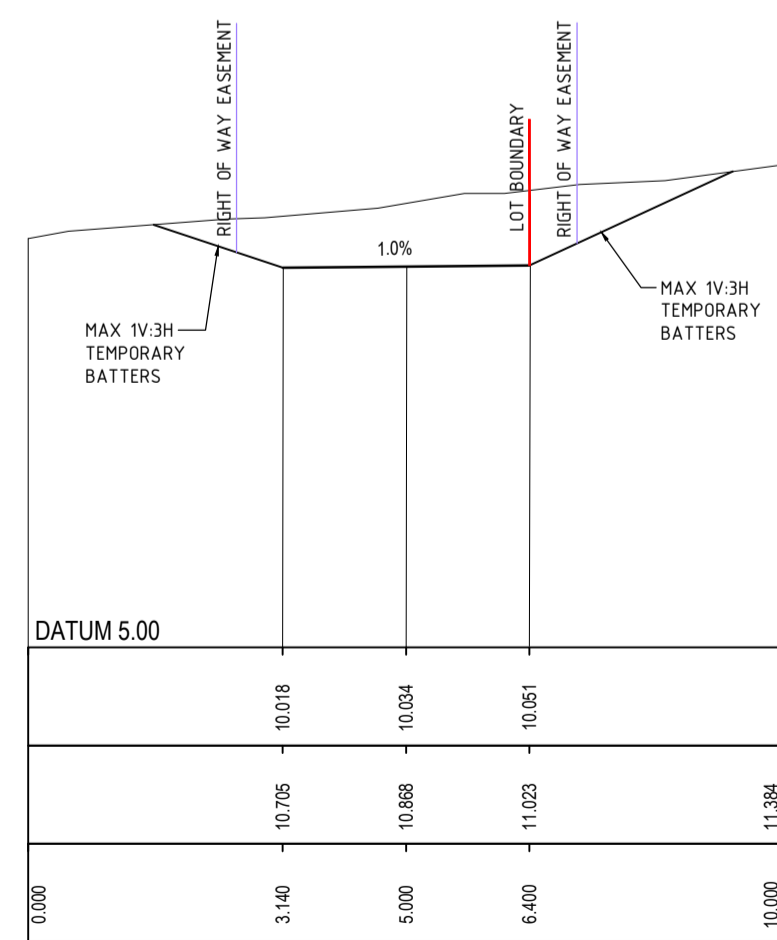 RIGHT OF WAY EASEMENT
LOT BOUNDARY
RIGHT OF WAY EASEMENT
1.0%
MAX 1V:3H
TEMPORARY
BATTERS
MAX 1V:3H
TEMPORARY
BATTERS
DATUM 5.00
10.018
10.034
10.051
10.705
10.868
11.023
11.384
0.000
3.140
5.000
6.400
10.000